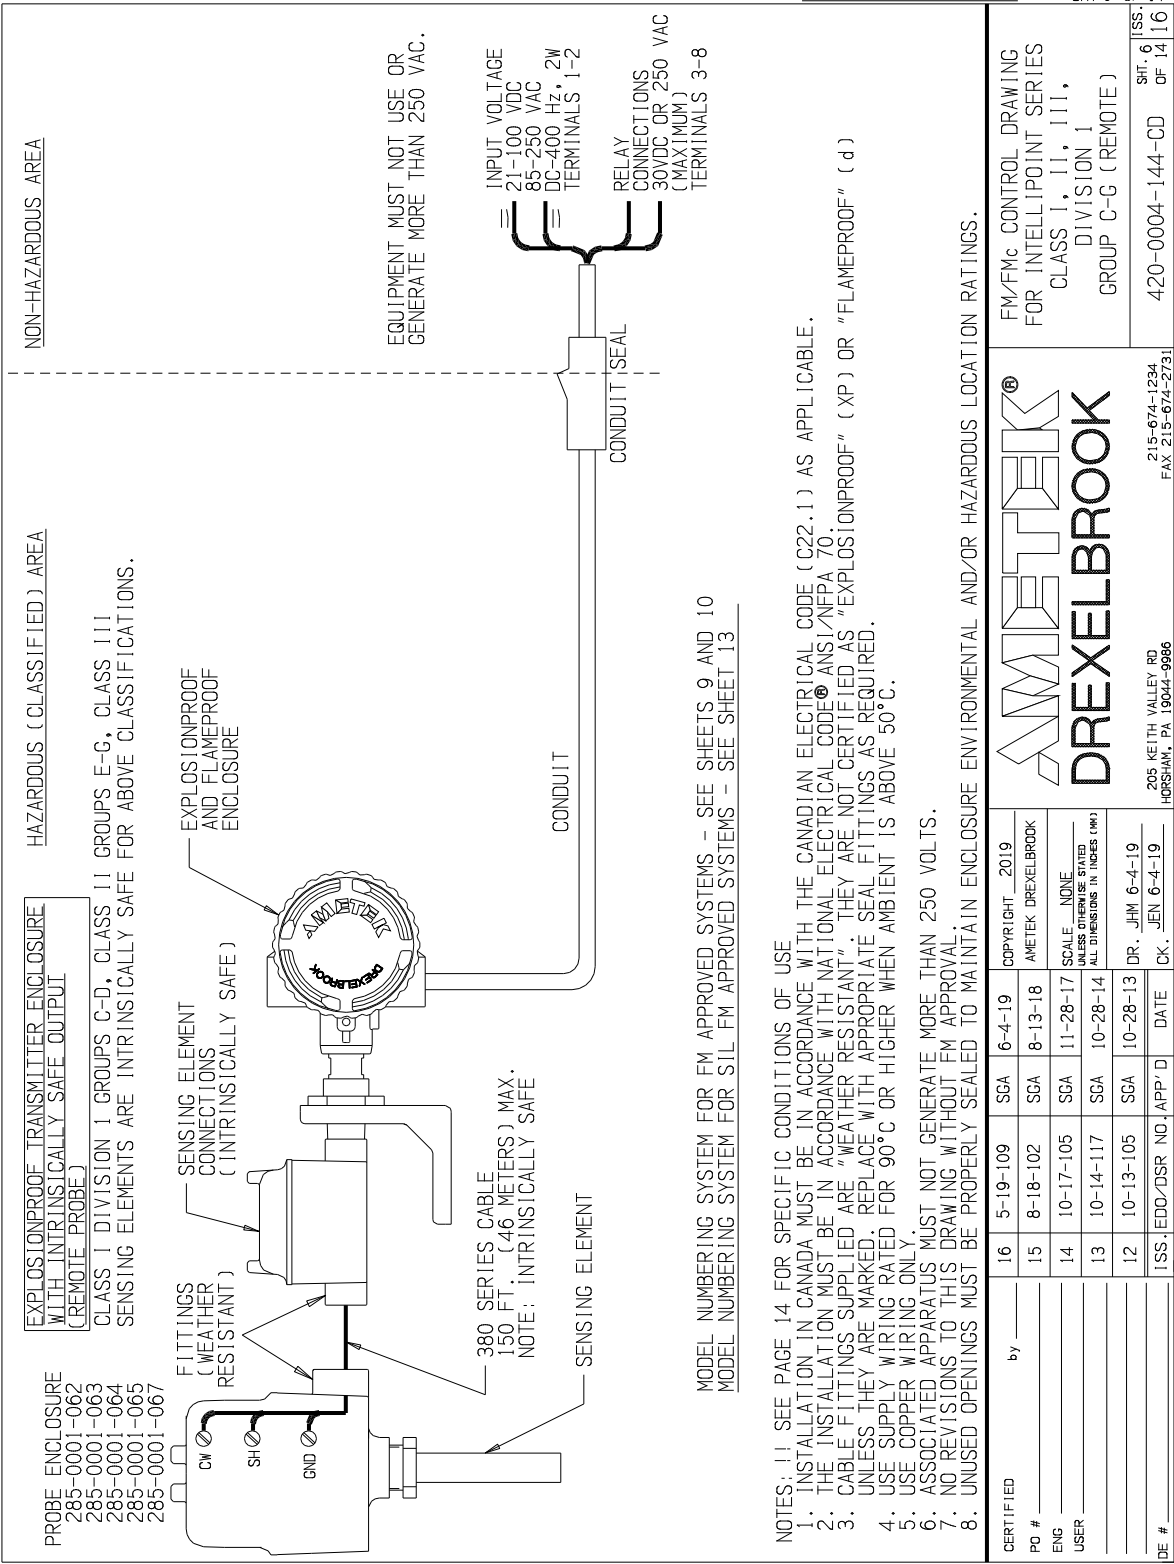 EXPLOSIONPROOF TRANSMITTER ENCLOSURE
WITH INTRINSICALLY SAFE OUTPUT
(REMOTE PROBE)
HAZARDOUS (CLASSIFIED) AREA
NON-HAZARDOUS AREA
CLASS I DIVISION 1 GROUPS C-D, CLASS II GROUPS E-G, CLASS III
SENSING ELEMENTS ARE INTRINSICALLY SAFE FOR ABOVE CLASSIFICATIONS.
PROBE ENCLOSURE
285-0001-062
285-0001-063
285-0001-064
285-0001-065
285-0001-067
FITTINGS
(WEATHER
RESISTANT)
SENSING ELEMENT
CONNECTIONS
(INTRINSICALLY SAFE)
EXPLOSIONPROOF
AND FLAMEPROOF
ENCLOSURE
AMETEK
DREXELBROOK
CW
SH
GND
380 SERIES CABLE
150 FT. (46 METERS) MAX.
NOTE: INTRINSICALLY SAFE
SENSING ELEMENT
CONDUIT
CONDUIT SEAL
EQUIPMENT MUST NOT USE OR
GENERATE MORE THAN 250 VAC.
INPUT VOLTAGE
21-100 VDC
85-250 VAC
DC-400 Hz, 2W
TERMINALS 1-2
RELAY
CONNECTIONS
30VDC OR 250 VAC
(MAXIMUM)
TERMINALS 3-8
MODEL NUMBERING SYSTEM FOR FM APPROVED SYSTEMS - SEE SHEETS 9 AND 10
MODEL NUMBERING SYSTEM FOR SIL FM APPROVED SYSTEMS - SEE SHEET 13
NOTES: !! SEE PAGE 14 FOR SPECIFIC CONDITIONS OF USE
1. INSTALLATION IN CANADA MUST BE IN ACCORDANCE WITH THE CANADIAN ELECTRICAL CODE (C22.1) AS APPLICABLE.
2. THE INSTALLATION MUST BE IN ACCORDANCE WITH NATIONAL ELECTRICAL CODE® ANSI/NFPA 70.
3. CABLE FITTINGS SUPPLIED ARE "WEATHER RESISTANT". THEY ARE NOT CERTIFIED AS "EXPLOSIONPROOF" (XP) OR "FLAMEPROOF" (d)
UNLESS THEY ARE MARKED. REPLACE WITH APPROPRIATE SEAL FITTINGS AS REQUIRED.
4. USE SUPPLY WIRING RATED FOR 90°C OR HIGHER WHEN AMBIENT IS ABOVE 50°C.
5. USE COPPER WIRING ONLY.
6. ASSOCIATED APPARATUS MUST NOT GENERATE MORE THAN 250 VOLTS.
7. NO REVISIONS TO THIS DRAWING WITHOUT FM APPROVAL.
8. UNUSED OPENINGS MUST BE PROPERLY SEALED TO MAINTAIN ENCLOSURE ENVIRONMENTAL AND/OR HAZARDOUS LOCATION RATINGS.
CERTIFIED by
PO #
ENG
USER
DE #
16 5-19-109 SGA 6-4-19
15 8-18-102 SGA 8-13-18
14 10-17-105 SGA 11-28-17
13 10-14-117 SGA 10-28-14
12 10-13-105 SGA 10-28-13
ISS. EDO/DSR NO. APP'D DATE
COPYRIGHT 2019
AMETEK DREXELBROOK
SCALE NONE
UNLESS OTHERWISE STATED
ALL DIMENSIONS IN INCHES (MM)
DR. JHM 6-4-19
CK. JEN 6-4-19
AMETEK®
DREXELBROOK
205 KEITH VALLEY RD
HORSHAM, PA 19044-9986
215-674-1234
FAX 215-674-2731
FM/FMc CONTROL DRAWING
FOR INTELLIPOINT SERIES
CLASS I, II, III,
DIVISION 1
GROUP C-G (REMOTE)
420-0004-144-CD
SHT. 6
OF 14
ISS.
16